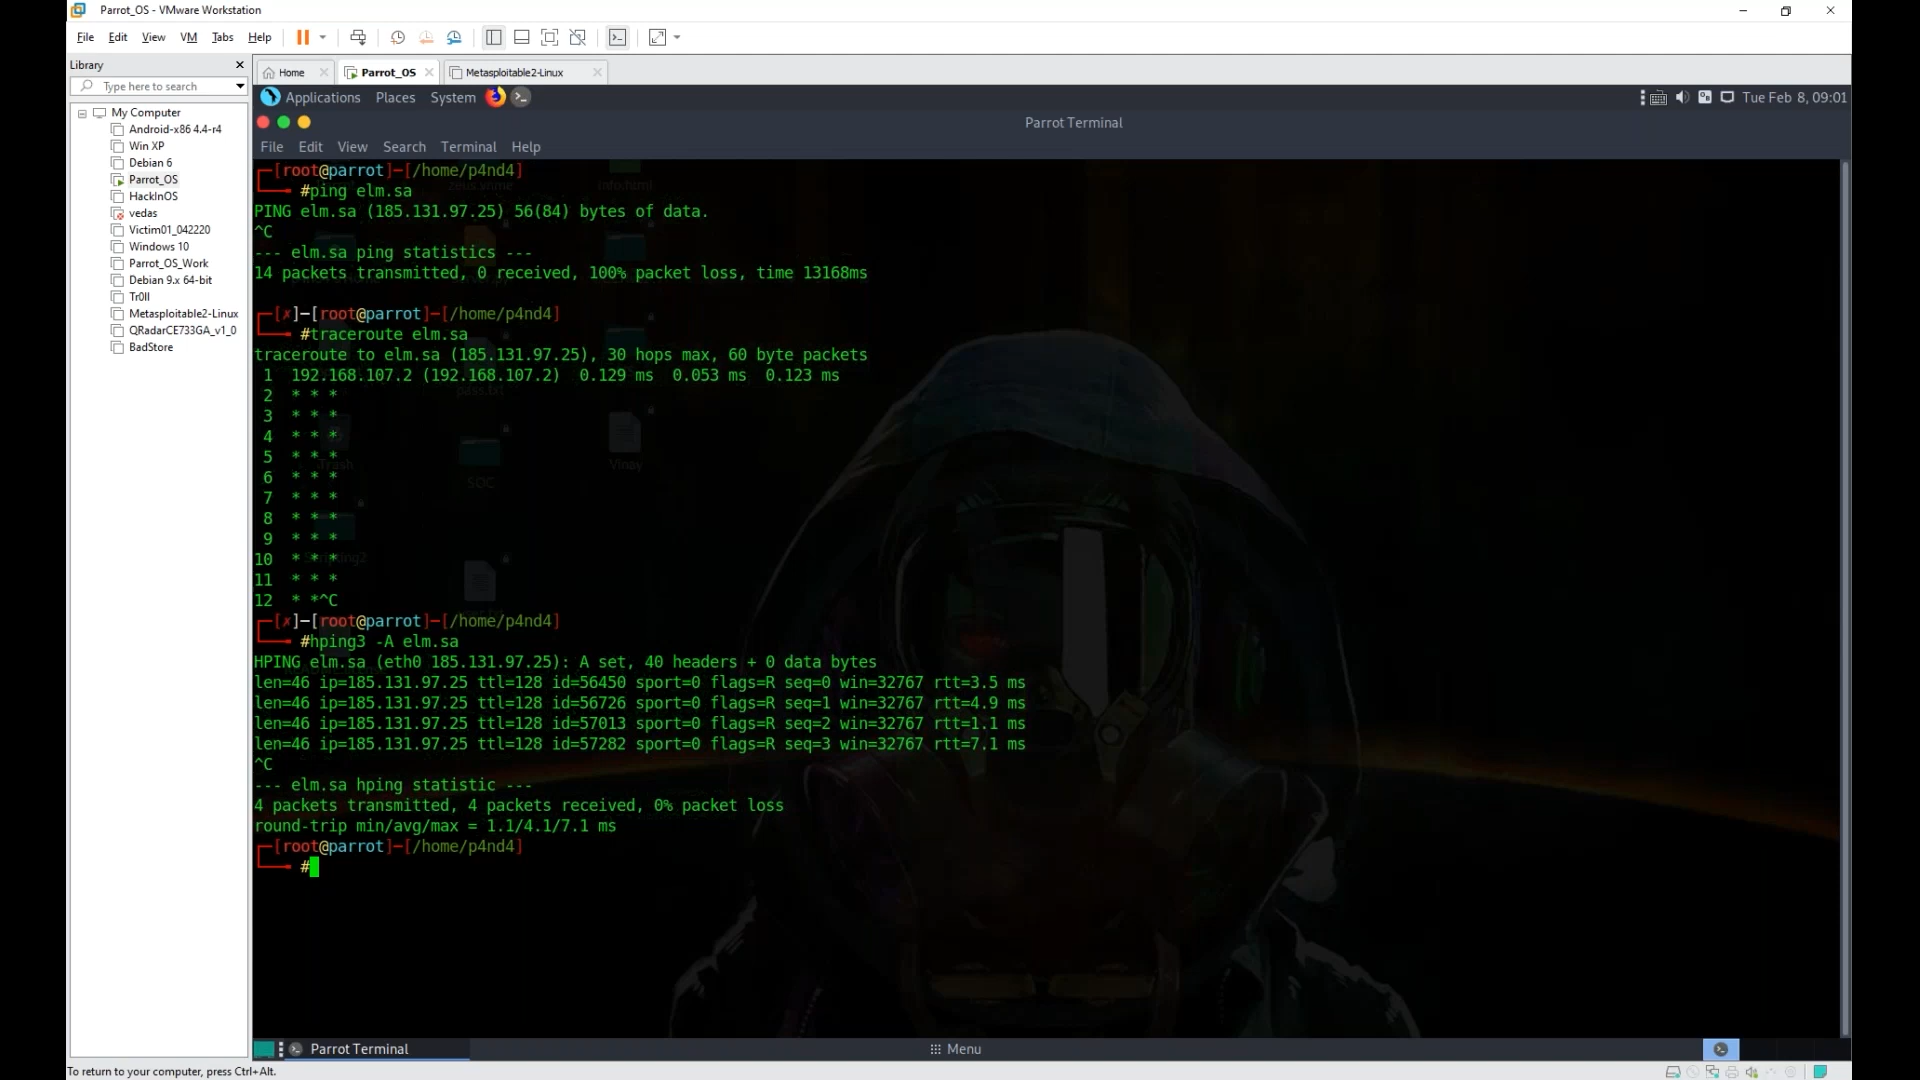 Parrot_OS - VMware Workstation
File Edit View VM Tabs Help
Library
Type here to search
My Computer
Android-x86 4.4-r4
Win XP
Debian 6
Parrot_OS
HackInOS
vedas
Victim01_042220
Windows 10
Parrot_OS_Work
Debian 9.x 64-bit
Tr0ll
Metasploitable2-Linux
QRadarCE733GA_v1_0
BadStore
Home Parrot_OS Metasploitable2-Linux
Applications Places System Tue Feb 8, 09:01
Parrot Terminal
File Edit View Search Terminal Help
┌─[root@parrot]─[/home/p4nd4]
└──╼ #ping elm.sa
PING elm.sa (185.131.97.25) 56(84) bytes of data.
^C
--- elm.sa ping statistics ---
14 packets transmitted, 0 received, 100% packet loss, time 13168ms
┌─[✗]─[root@parrot]─[/home/p4nd4]
└──╼ #traceroute elm.sa
traceroute to elm.sa (185.131.97.25), 30 hops max, 60 byte packets
1 192.168.107.2 (192.168.107.2) 0.129 ms 0.053 ms 0.123 ms
2 * * *
3 * * *
4 * * *
5 * * *
6 * * *
7 * * *
8 * * *
9 * * *
10 * * *
11 * * *
12 * *^C
┌─[✗]─[root@parrot]─[/home/p4nd4]
└──╼ #hping3 -A elm.sa
HPING elm.sa (eth0 185.131.97.25): A set, 40 headers + 0 data bytes
len=46 ip=185.131.97.25 ttl=128 id=56450 sport=0 flags=R seq=0 win=32767 rtt=3.5 ms
len=46 ip=185.131.97.25 ttl=128 id=56726 sport=0 flags=R seq=1 win=32767 rtt=4.9 ms
len=46 ip=185.131.97.25 ttl=128 id=57013 sport=0 flags=R seq=2 win=32767 rtt=1.1 ms
len=46 ip=185.131.97.25 ttl=128 id=57282 sport=0 flags=R seq=3 win=32767 rtt=7.1 ms
^C
--- elm.sa hping statistic ---
4 packets transmitted, 4 packets received, 0% packet loss
round-trip min/avg/max = 1.1/4.1/7.1 ms
┌─[root@parrot]─[/home/p4nd4]
└──╼ #
pass.txt
Trash
Vinay
SOC
Parrot Terminal Menu
To return to your computer, press Ctrl+Alt.